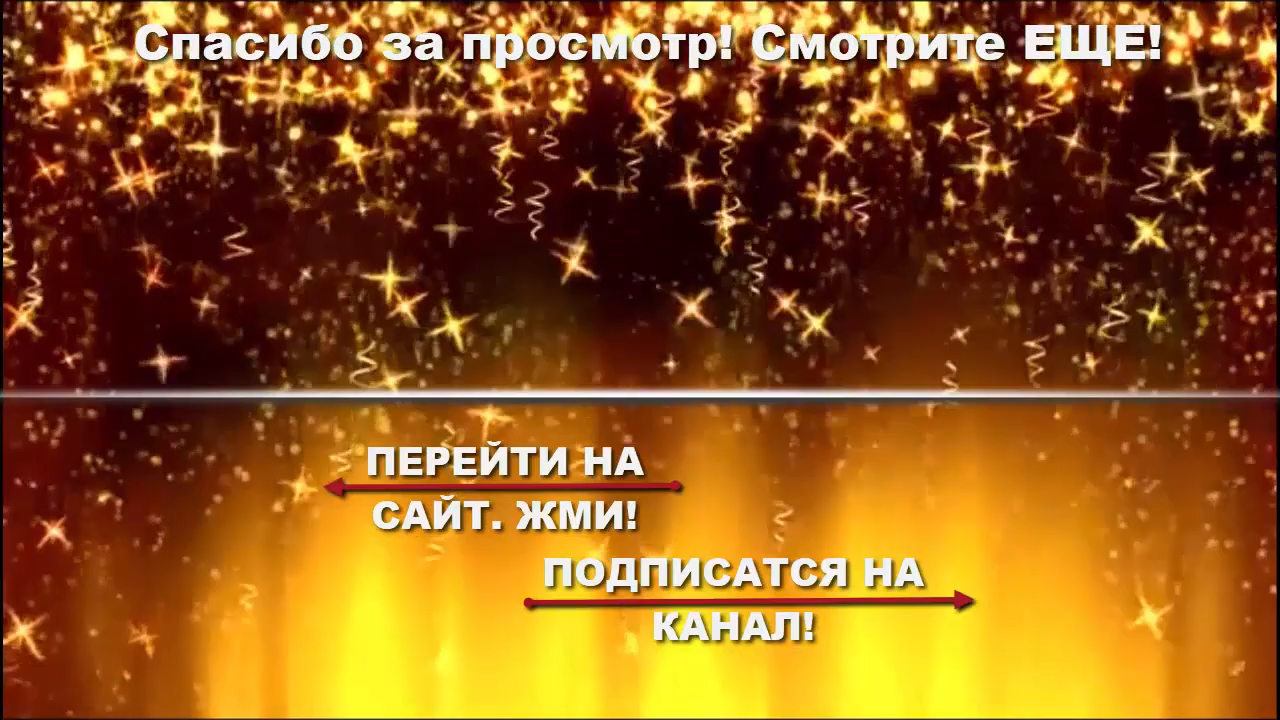 Спасибо за просмотр! Смотрите ЕЩЕ!
ПЕРЕЙТИ НА
САЙТ. ЖМИ!
ПОДПИСАТСЯ НА
КАНАЛ!